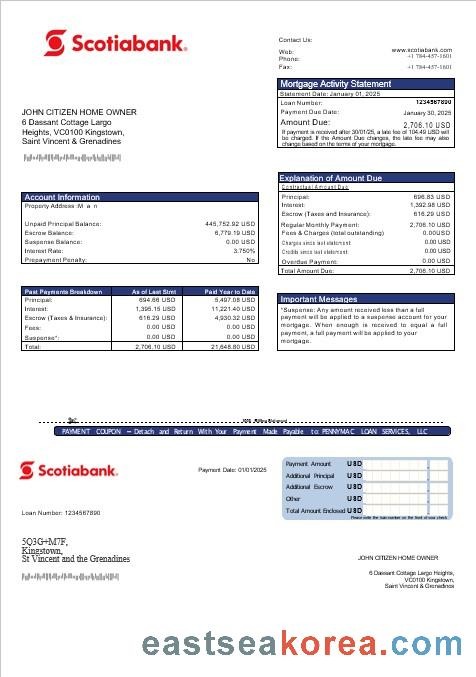 Scotiabank
Contact Us:
Web: www.scotiabank.com
Phone: +1 784-457-1601
Fax: +1 784-457-1601
Mortgage Activity Statement
Statement Date: January 01, 2025
Loan Number: 1234567890
Payment Due Date January 30, 2025
Amount Due: 2,706.10 USD
If payment is received after 30/01/25, a late fee of 104.49 USD will
be charged. If the Amount Due changes, the late fee may also
change based on the terms of your mortgage.
JOHN CITIZEN HOME OWNER
6 Dassant Cottage Largo
Heights, VC0100 Kingstown,
Saint Vincent & Grenadines
Account Information
Property Address :M a n
Unpaid Principal Balance: 445,752.92 USD
Escrow Balance: 6,779.19 USD
Suspense Balance: 0.00 USD
Interest Rate: 3.750%
Prepayment Penalty: No
Explanation of Amount Due
Contractual Amount Due
Principal: 696.83 USD
Interest: 1,392.98 USD
Escrow (Taxes and Insurance): 616.29 USD
Regular Monthly Payment: 2,706.10 USD
Fees & Charges (total outstanding) 0.00USD
Charges since last statement: 0.00 USD
Credits since last statement: 0.00 USD
Overdue Payment: 0.00 USD
Total Amount Due: 2,706.10 USD
Past Payments Breakdown As of Last Stmt Paid Year to Date
Principal: 694.66 USD 5,497.08 USD
Interest: 1,395.15 USD 11,221.40 USD
Escrow (Taxes & Insurance): 616.29 USD 4,930.32 USD
Fees: 0.00 USD 0.00 USD
Suspense*: 0.00 USD 0.00 USD
Total: 2,706.10 USD 21,648.80 USD
Important Messages
*Suspense: Any amount received less than a full
payment will be applied to a suspense account for your
mortgage. When enough is received to equal a full
payment, a full payment will be applied to your
mortgage.
PAYMENT COUPON – Detach and Return With Your Payment Made Payable to: PENNYMAC LOAN SERVICES, LLC
Scotiabank
Payment Date: 01/01/2025
Payment Amount USD
Additional Principal USD
Additional Escrow USD
Other USD
Total Amount Enclosed USD
Please write the loan number on the front of your check
Loan Number: 1234567890
5Q3G+M7F,
Kingstown,
St Vincent and the Grenadines
JOHN CITIZEN HOME OWNER
6 Dassant Cottage Largo Heights,
VC0100 Kingstown,
Saint Vincent & Grenadines
eastseakorea.com